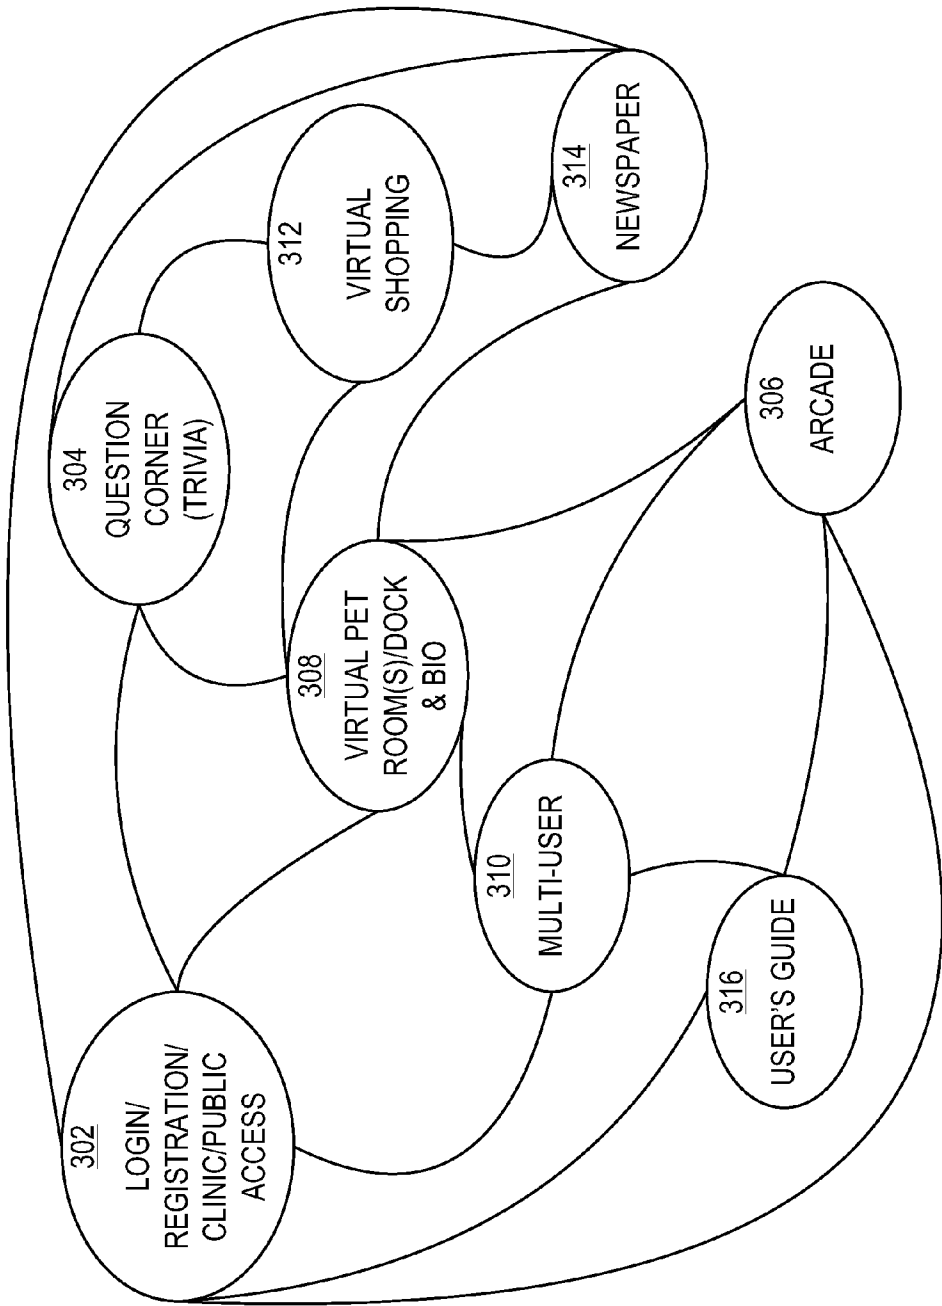 302
LOGIN/
REGISTRATION/
CLINIC/PUBLIC
ACCESS
304
QUESTION
CORNER
(TRIVIA)
308
VIRTUAL PET
ROOM(S)/DOCK
& BIO
312
VIRTUAL
SHOPPING
310
MULTI-USER
314
NEWSPAPER
316
USER'S GUIDE
306
ARCADE